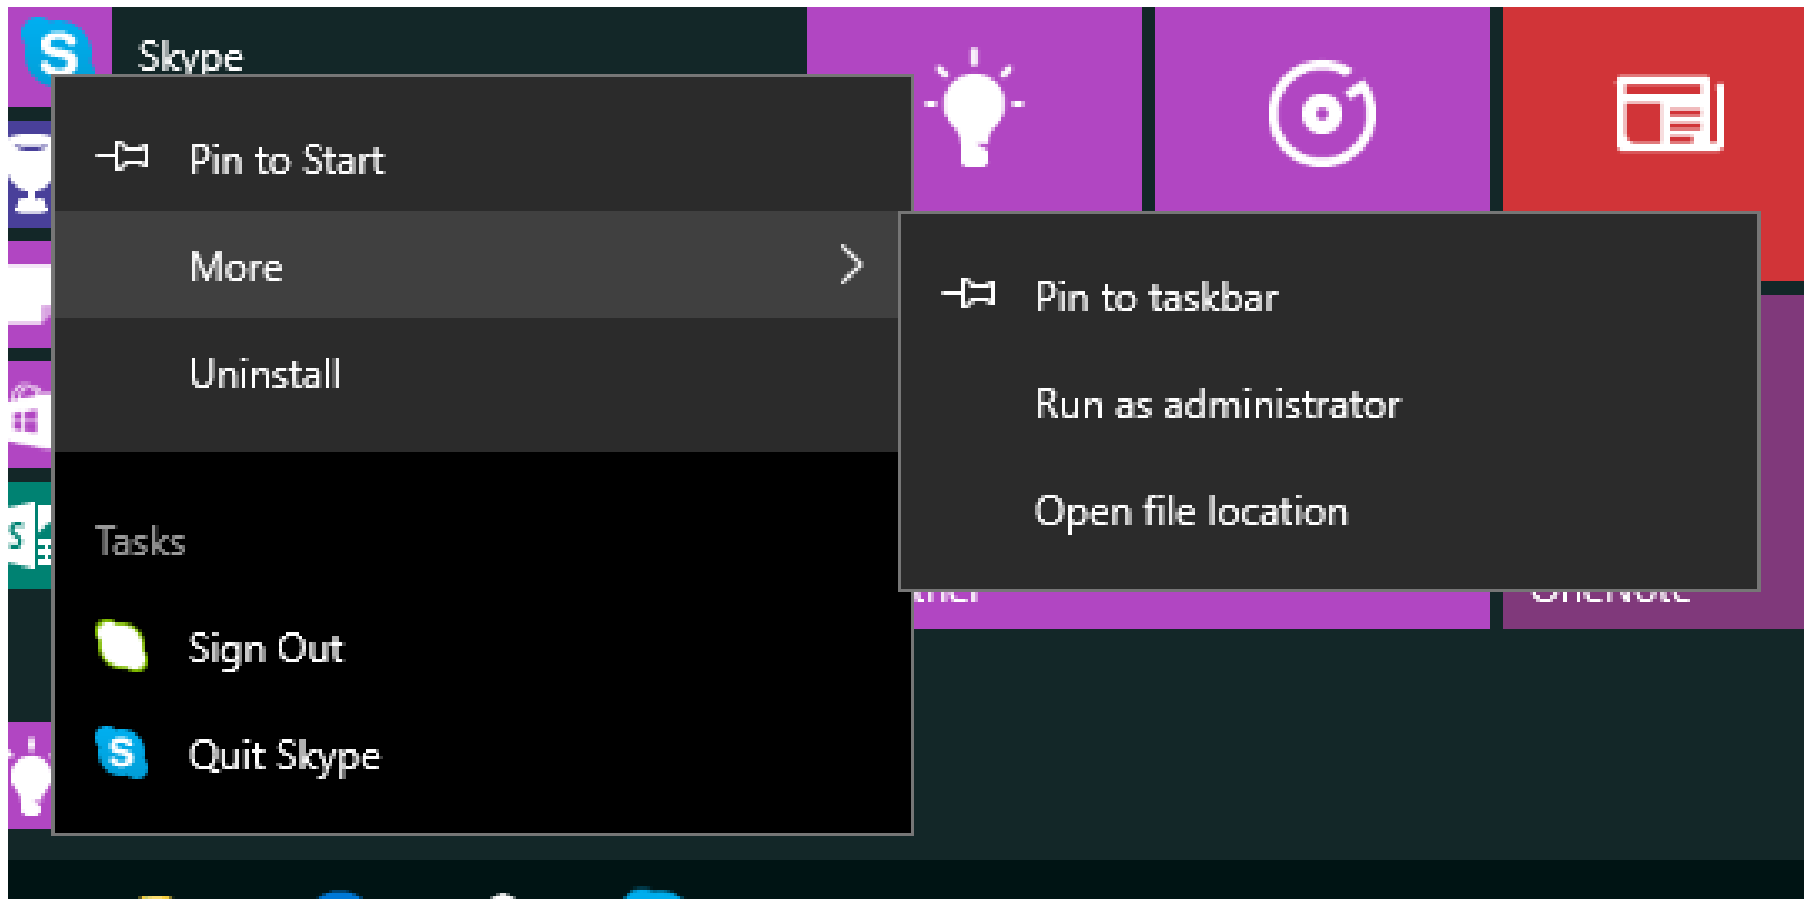 Skype
Pin to Start
More
Uninstall
Tasks
Sign Out
Quit Skype
Pin to taskbar
Run as administrator
Open file location
OneNote